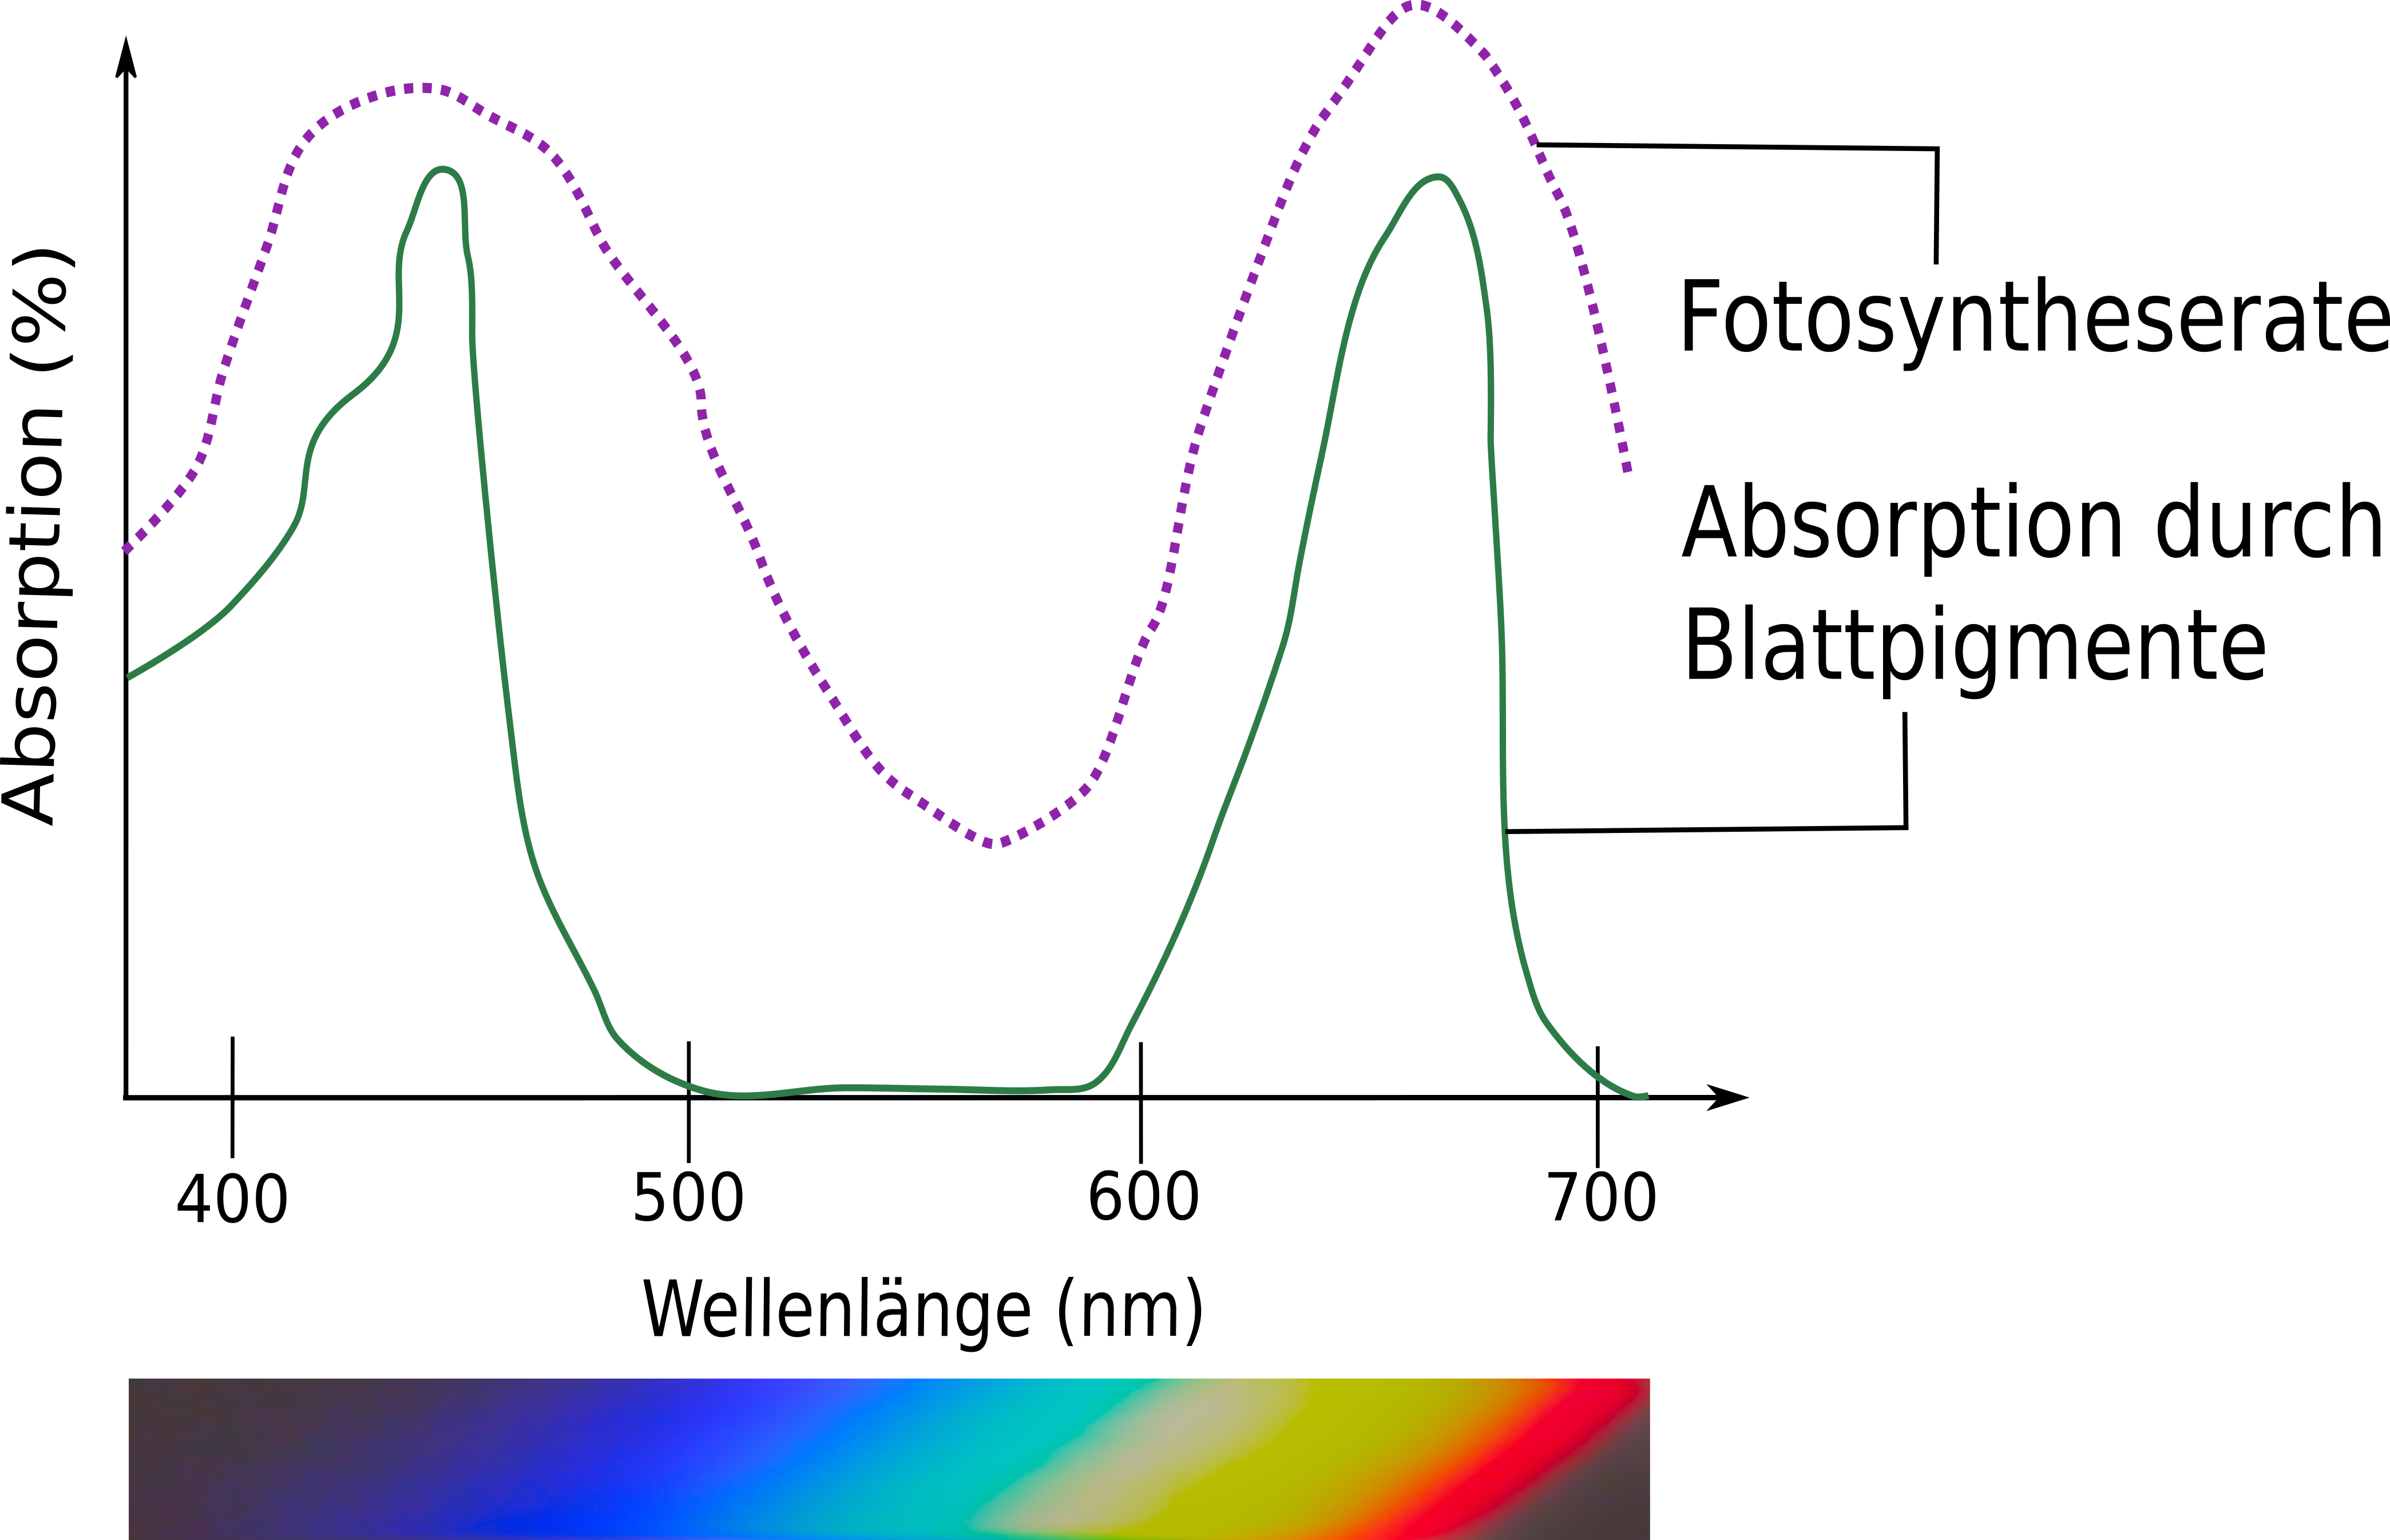 Absorption (%)
Fotosyntheserate
Absorption durch
Blattpigmente
400 500 600 700
Wellenlänge (nm)